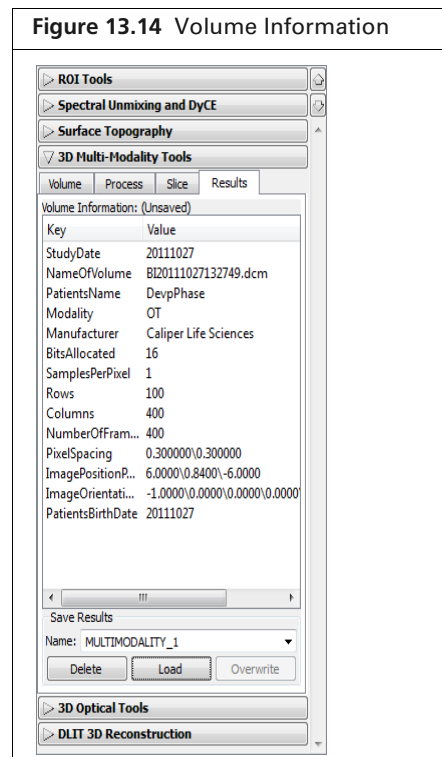 Figure 13.14 Volume Information
ROI Tools
Spectral Unmixing and DyCE
Surface Topography
3D Multi-Modality Tools
Volume Process Slice Results
Volume Information: (Unsaved)
Key Value
StudyDate 20111027
NameOfVolume BI20111027132749.dcm
PatientsName DevpPhase
Modality OT
Manufacturer Caliper Life Sciences
BitsAllocated 16
SamplesPerPixel 1
Rows 100
Columns 400
NumberOfFram... 400
PixelSpacing 0.300000\0.300000
ImagePositionP... 6.0000\0.8400\-6.0000
ImageOrientati... -1.0000\0.0000\0.0000\0.0000\
PatientsBirthDate 20111027
Save Results
Name: MULTIMODALITY_1
Delete Load Overwrite
3D Optical Tools
DLIT 3D Reconstruction